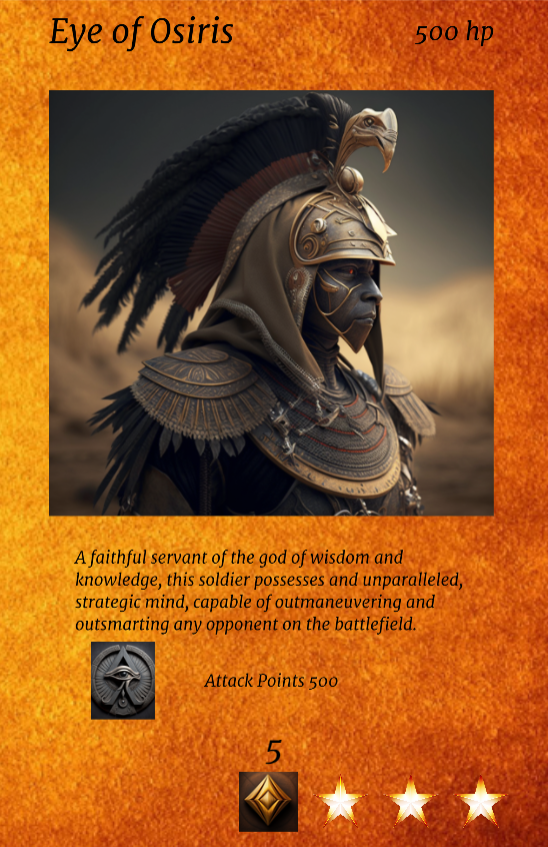 Eye of Osiris
500 hp
A faithful servant of the god of wisdom and
knowledge, this soldier possesses and unparalleled,
strategic mind, capable of outmaneuvering and
outsmarting any opponent on the battlefield.
Attack Points 500
5